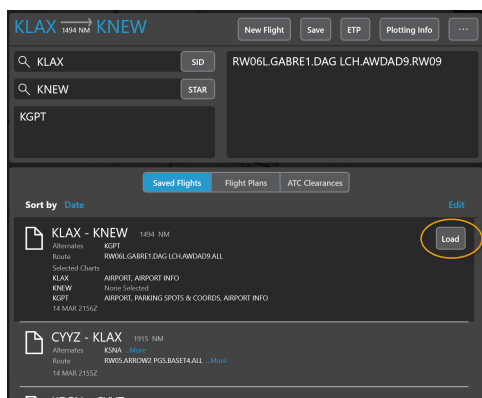 KLAX 1494 NM KNEW
New Flight Save ETP Plotting Info ...
KLAX SID
KNEW STAR
KGPT
RW06L.GABRE1.DAG LCH.AWDAD9.RW09
Saved Flights Flight Plans ATC Clearances
Sort by Date Edit
KLAX - KNEW 1494 NM
Load
Alternates KGPT
Route RW06L.GABRE1.DAG LCH.AWDAD9.ALL
Selected Charts
KLAX AIRPORT, AIRPORT INFO
KNEW None Selected
KGPT AIRPORT, PARKING SPOTS & COORDS, AIRPORT INFO
14 MAR 2156Z
CYYZ - KLAX 1915 NM
Alternates KSNA ...More
Route RW05.ARROW2 PGS.BASET4.ALL ...More
14 MAR 2155Z